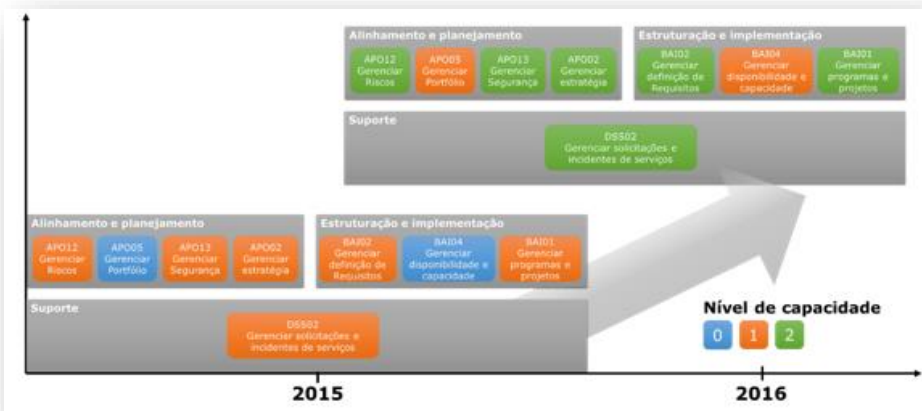 Alinhamento e planejamento
APO12
Gerenciar
Riscos
APO05
Gerenciar
Portfólio
APO13
Gerenciar
Segurança
APO02
Gerenciar
estratégia
Estruturação e implementação
BAI02
Gerenciar
definição de
Requisitos
BAI04
Gerenciar
disponibilidade e
capacidade
BAI01
Gerenciar
programas e
projetos
Suporte
DSS02
Gerenciar solicitações e
incidentes de serviços
Alinhamento e planejamento
APO12
Gerenciar
Riscos
APO05
Gerenciar
Portfólio
APO13
Gerenciar
Segurança
APO02
Gerenciar
estratégia
Estruturação e implementação
BAI02
Gerenciar
definição de
Requisitos
BAI04
Gerenciar
disponibilidade e
capacidade
BAI01
Gerenciar
programas e
projetos
Suporte
DSS02
Gerenciar solicitações e
incidentes de serviços
Nível de capacidade
0 1 2
2015 2016